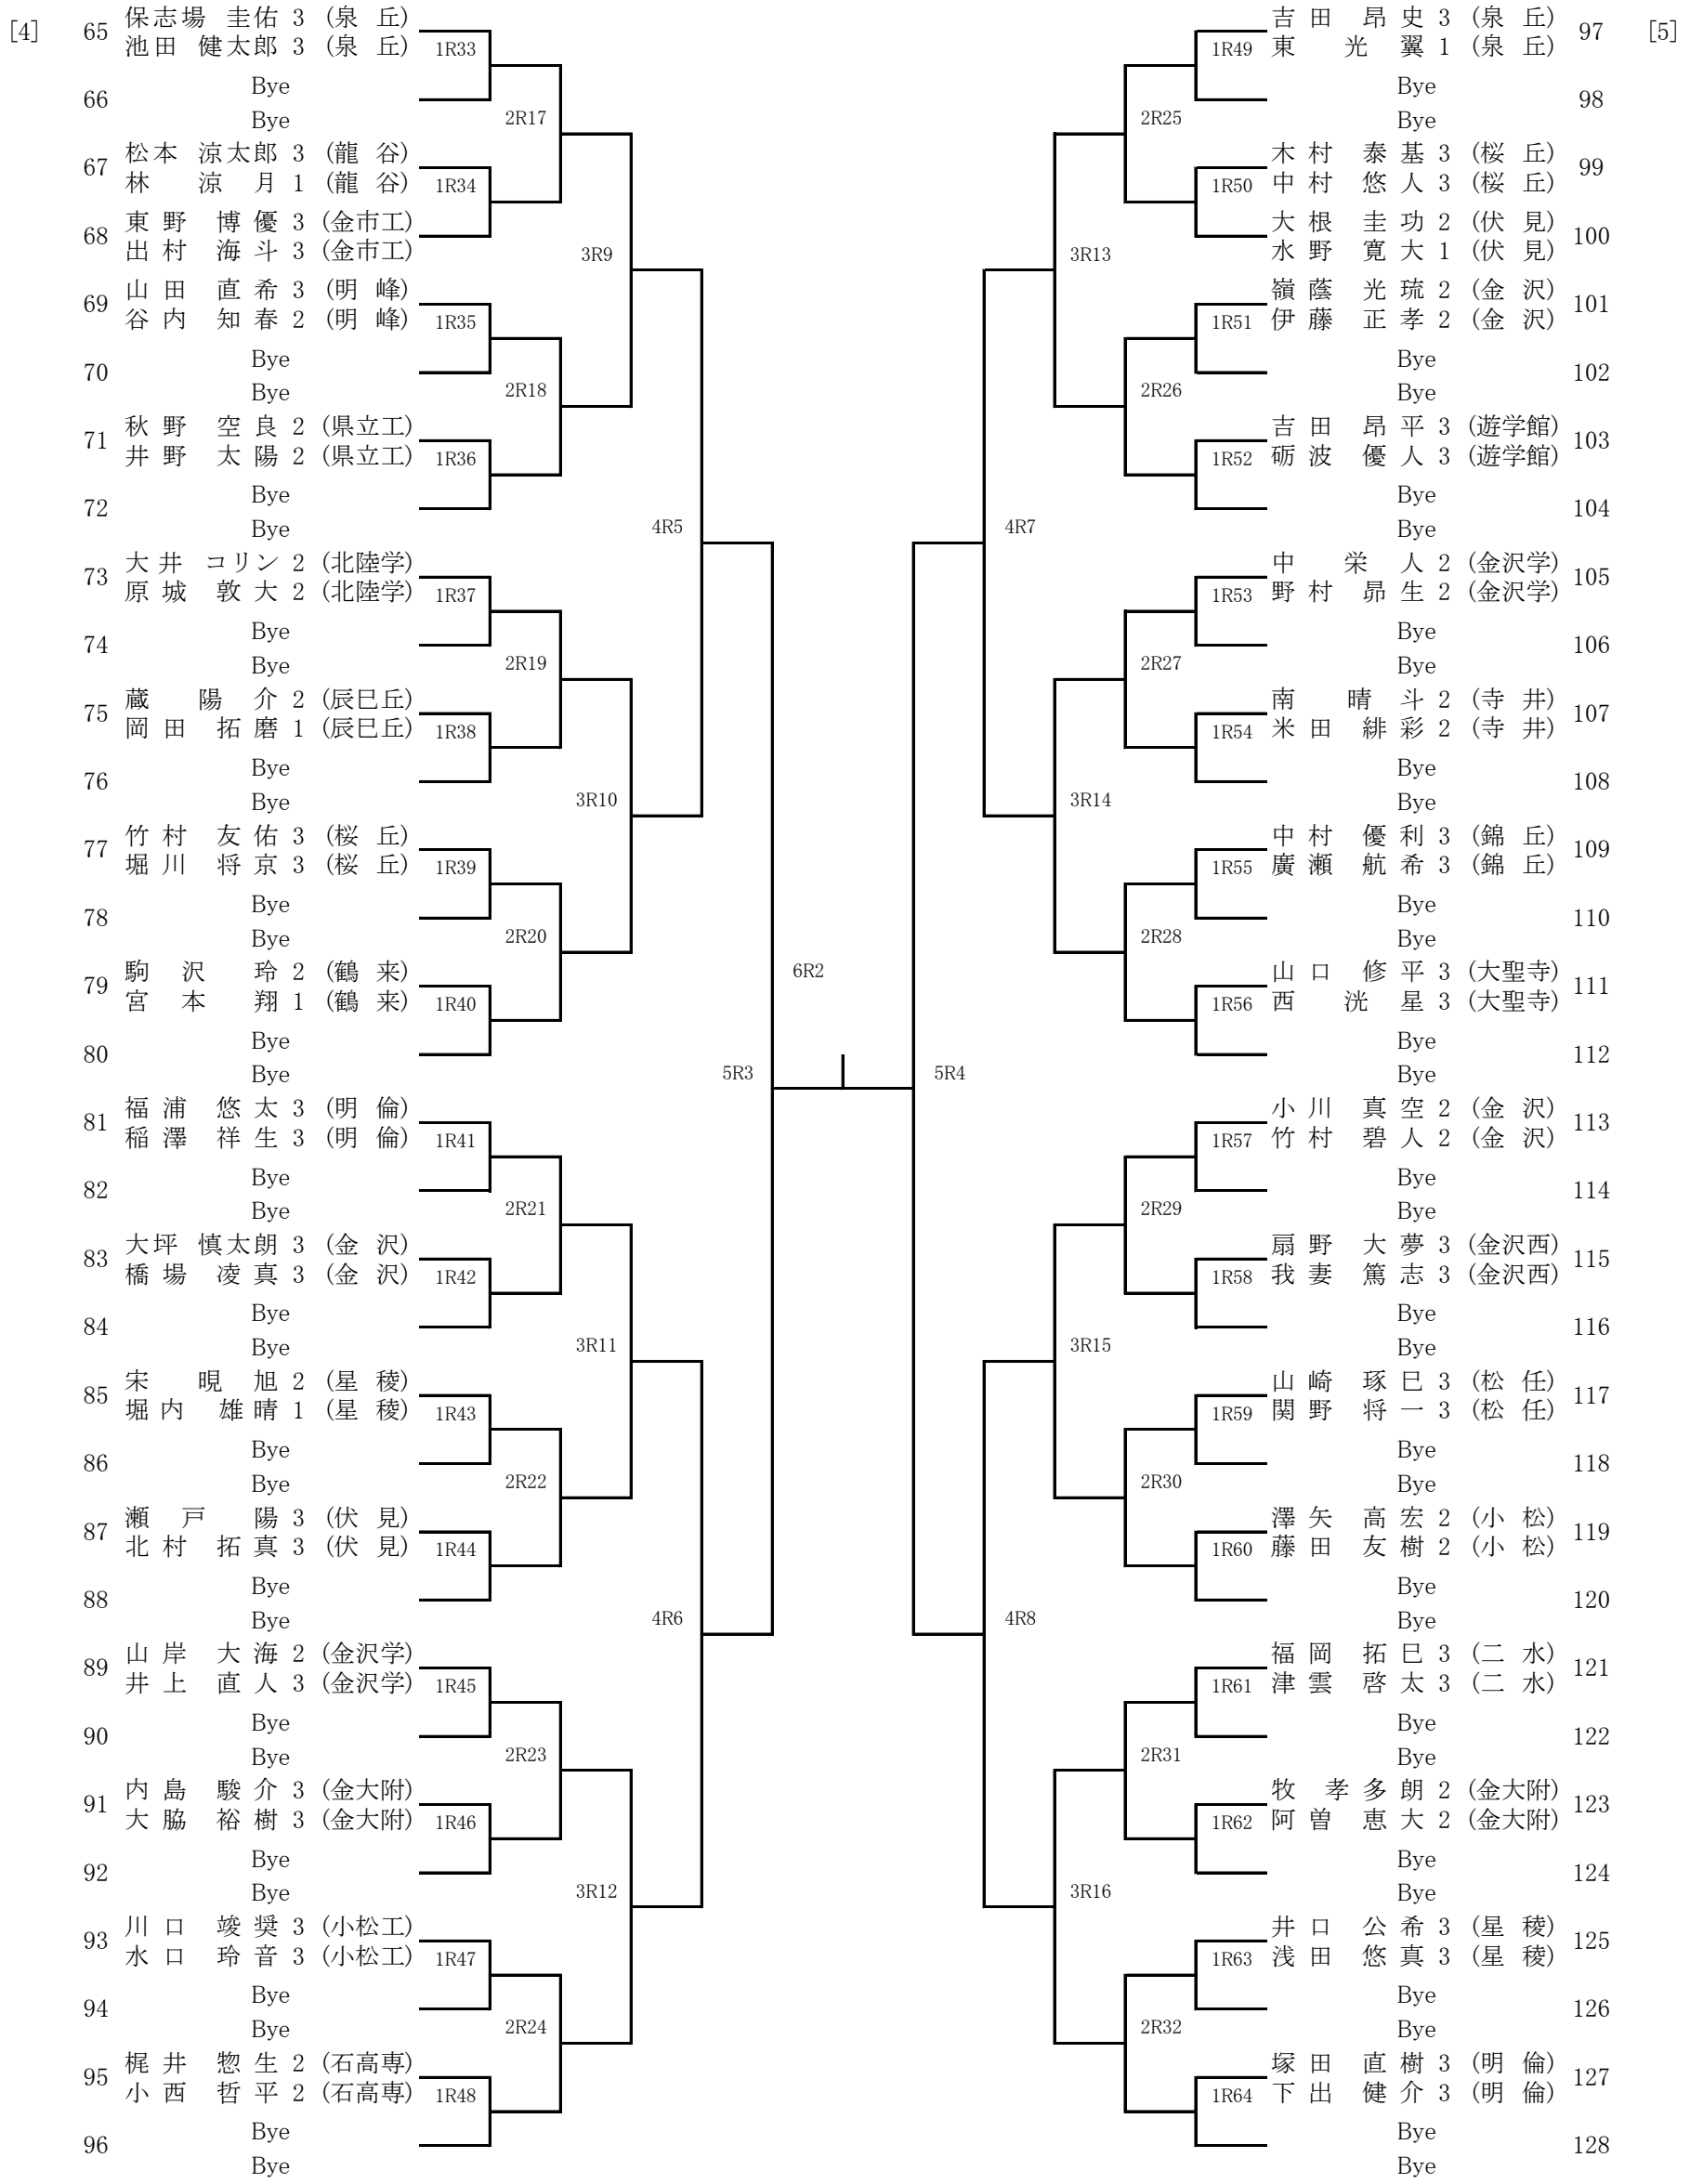 [4]
65 保志場 圭佑 3 (泉 丘)
池田 健太郎 3 (泉 丘)
1R33
66 Bye
Bye
2R17
67 松本 涼太郎 3 (龍 谷)
林 涼 月 1 (龍 谷)
1R34
68 東 野 博 優 3 (金市工)
出 村 海 斗 3 (金市工)
3R9
69 山 田 直 希 3 (明 峰)
谷 内 知 春 2 (明 峰)
1R35
70 Bye
Bye
2R18
71 秋 野 空 良 2 (県立工)
井 野 太 陽 2 (県立工)
1R36
72 Bye
Bye
4R5
73 大 井 コリン 2 (北陸学)
原 城 敦 大 2 (北陸学)
1R37
74 Bye
Bye
2R19
75 蔵 陽 介 2 (辰巳丘)
岡 田 拓 磨 1 (辰巳丘)
1R38
76 Bye
Bye
3R10
77 竹 村 友 佑 3 (桜 丘)
堀 川 将 京 3 (桜 丘)
1R39
78 Bye
Bye
2R20
79 駒 沢 玲 2 (鶴 来)
宮 本 翔 1 (鶴 来)
1R40
80 Bye
Bye
6R2
5R3
81 福 浦 悠 太 3 (明 倫)
稲 澤 祥 生 3 (明 倫)
1R41
82 Bye
Bye
2R21
83 大坪 慎太朗 3 (金 沢)
橋 場 凌 真 3 (金 沢)
1R42
84 Bye
Bye
3R11
85 宋 晛 旭 2 (星 稜)
堀 内 雄 晴 1 (星 稜)
1R43
86 Bye
Bye
2R22
87 瀬 戸 陽 3 (伏 見)
北 村 拓 真 3 (伏 見)
1R44
88 Bye
Bye
4R6
89 山 岸 大 海 2 (金沢学)
井 上 直 人 3 (金沢学)
1R45
90 Bye
Bye
2R23
91 内 島 駿 介 3 (金大附)
大 脇 裕 樹 3 (金大附)
1R46
92 Bye
Bye
3R12
93 川 口 竣 奨 3 (小松工)
水 口 玲 音 3 (小松工)
1R47
94 Bye
Bye
2R24
95 梶 井 惣 生 2 (石高専)
小 西 哲 平 2 (石高専)
1R48
96 Bye
Bye
[5]
吉 田 昂 史 3 (泉 丘) 97
東 光 翼 1 (泉 丘)
1R49
Bye 98
Bye
2R25
木 村 泰 基 3 (桜 丘) 99
中 村 悠 人 3 (桜 丘)
1R50
大 根 圭 功 2 (伏 見) 100
水 野 寛 大 1 (伏 見)
3R13
嶺 蔭 光 琉 2 (金 沢) 101
伊 藤 正 孝 2 (金 沢)
1R51
Bye 102
Bye
2R26
吉 田 昂 平 3 (遊学館) 103
砺 波 優 人 3 (遊学館)
1R52
Bye 104
Bye
4R7
中 栄 人 2 (金沢学) 105
野 村 昴 生 2 (金沢学)
1R53
Bye 106
Bye
2R27
南 晴 斗 2 (寺 井) 107
米 田 緋 彩 2 (寺 井)
1R54
Bye 108
Bye
3R14
中 村 優 利 3 (錦 丘) 109
廣 瀬 航 希 3 (錦 丘)
1R55
Bye 110
Bye
2R28
山 口 修 平 3 (大聖寺) 111
西 洸 星 3 (大聖寺)
1R56
Bye 112
Bye
5R4
小 川 真 空 2 (金 沢) 113
竹 村 碧 人 2 (金 沢)
1R57
Bye 114
Bye
2R29
扇 野 大 夢 3 (金沢西) 115
我 妻 篤 志 3 (金沢西)
1R58
Bye 116
Bye
3R15
山 崎 琢 巳 3 (松 任) 117
関 野 将 一 3 (松 任)
1R59
Bye 118
Bye
2R30
澤 矢 高 宏 2 (小 松) 119
藤 田 友 樹 2 (小 松)
1R60
Bye 120
Bye
4R8
福 岡 拓 巳 3 (二 水) 121
津 雲 啓 太 3 (二 水)
1R61
Bye 122
Bye
2R31
牧 孝 多 朗 2 (金大附) 123
阿 曽 恵 大 2 (金大附)
1R62
Bye 124
Bye
3R16
井 口 公 希 3 (星 稜) 125
浅 田 悠 真 3 (星 稜)
1R63
Bye 126
Bye
2R32
塚 田 直 樹 3 (明 倫) 127
下 出 健 介 3 (明 倫)
1R64
Bye 128
Bye